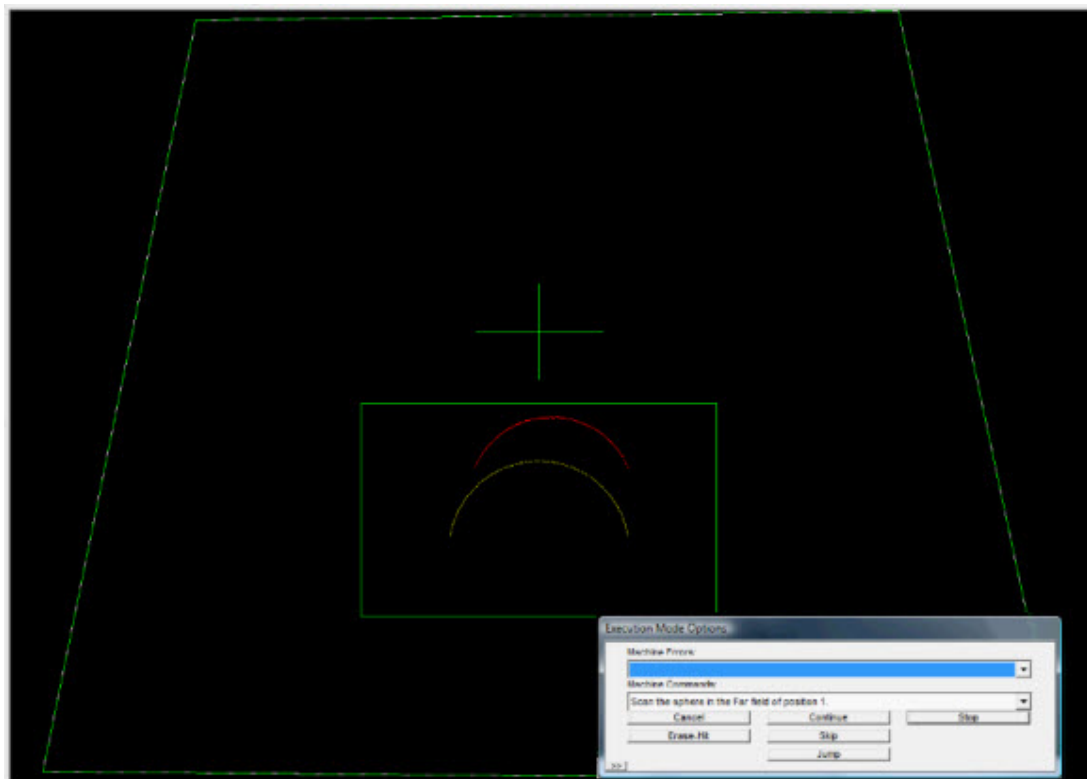 Execution Mode Options
Machine Errors:
Machine Commands:
Scan the sphere in the Far field of position 1.
Cancel Continue Stop
Erase Hit Skip
Jump
>>]